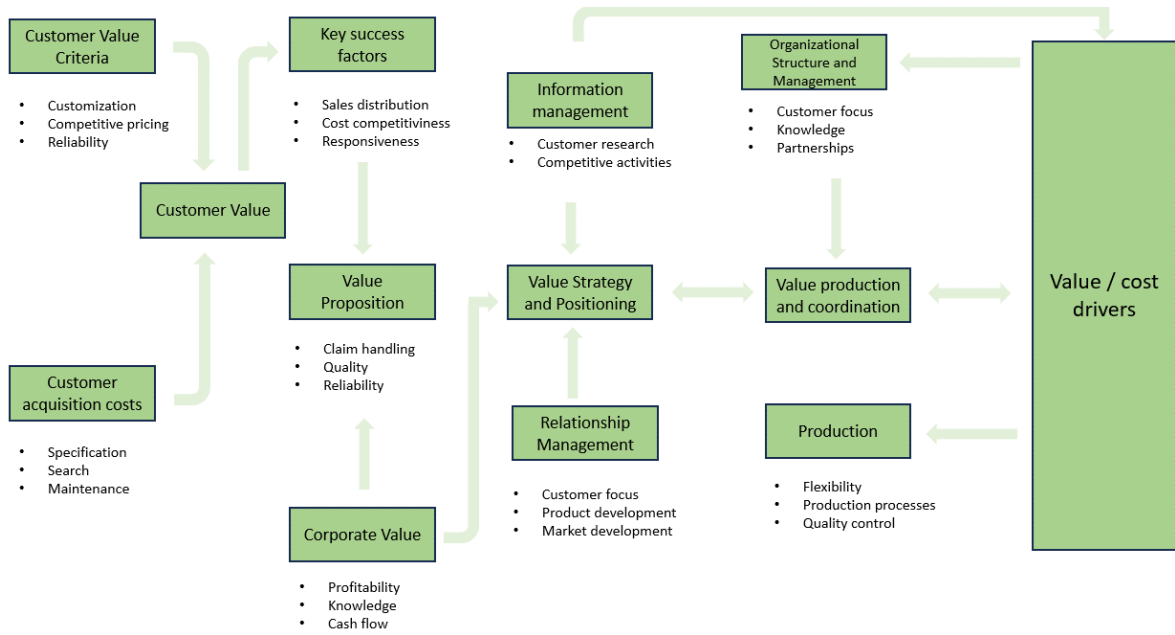 Customer Value
Criteria
• Customization
• Competitive pricing
• Reliability
Customer Value
Customer
acquisition costs
• Specification
• Search
• Maintenance
Key success
factors
• Sales distribution
• Cost competitiviness
• Responsiveness
Value
Proposition
• Claim handling
• Quality
• Reliability
Corporate Value
• Profitability
• Knowledge
• Cash flow
Information
management
• Customer research
• Competitive activities
Value Strategy
and Positioning
Relationship
Management
• Customer focus
• Product development
• Market development
Organizational
Structure and
Management
• Customer focus
• Knowledge
• Partnerships
Value production
and coordination
Production
• Flexibility
• Production processes
• Quality control
Value / cost
drivers